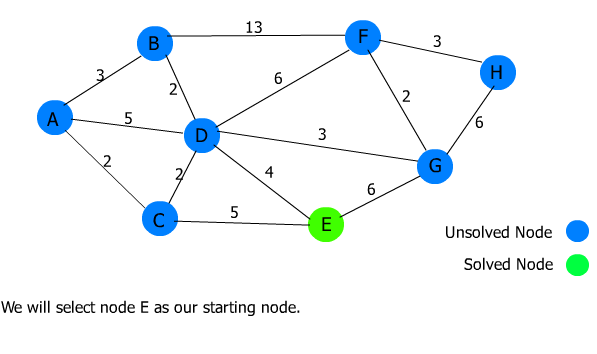 13
B
F
3
H
3
2
6
2
A
5
D
3
6
2
2
4
G
6
C
5
E
Unsolved Node
Solved Node
We will select node E as our starting node.